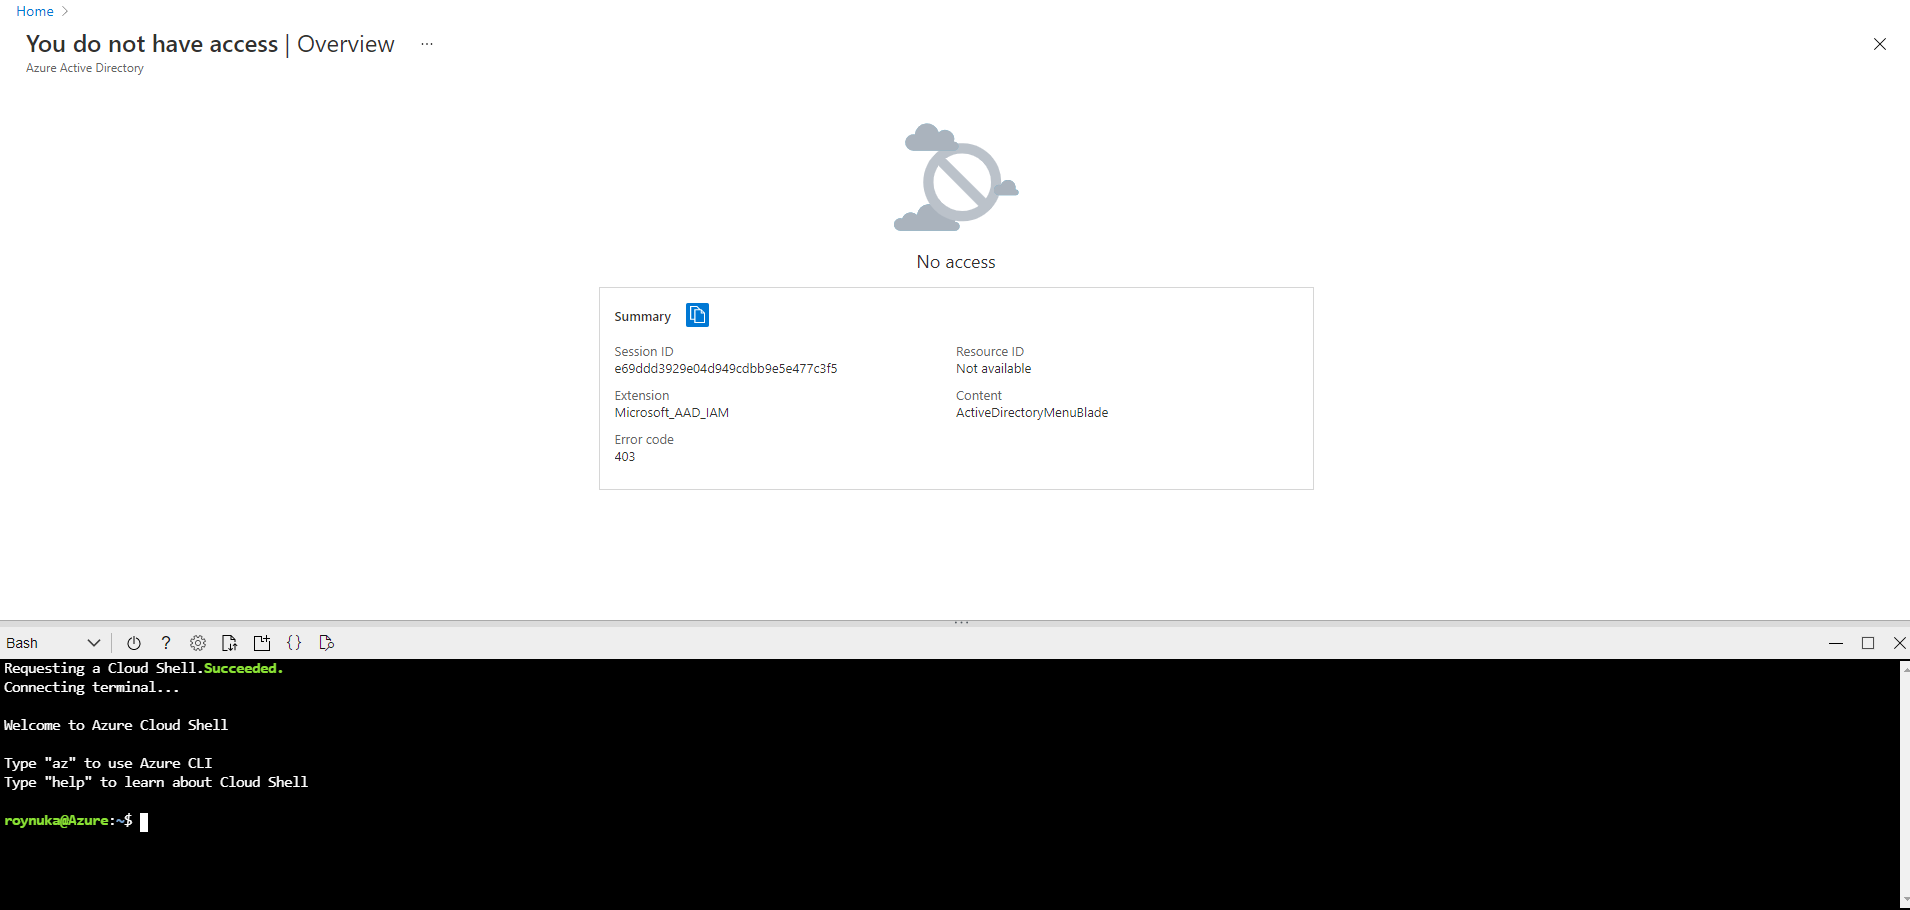 Home
You do not have access | Overview ...
Azure Active Directory
No access
Summary
Session ID
e69ddd3929e04d949cdbb9e5e477c3f5
Resource ID
Not available
Extension
Microsoft_AAD_IAM
Content
ActiveDirectoryMenuBlade
Error code
403
Bash
Requesting a Cloud Shell.Succeeded.
Connecting terminal...
Welcome to Azure Cloud Shell
Type "az" to use Azure CLI
Type "help" to learn about Cloud Shell
roynuka@Azure:~$